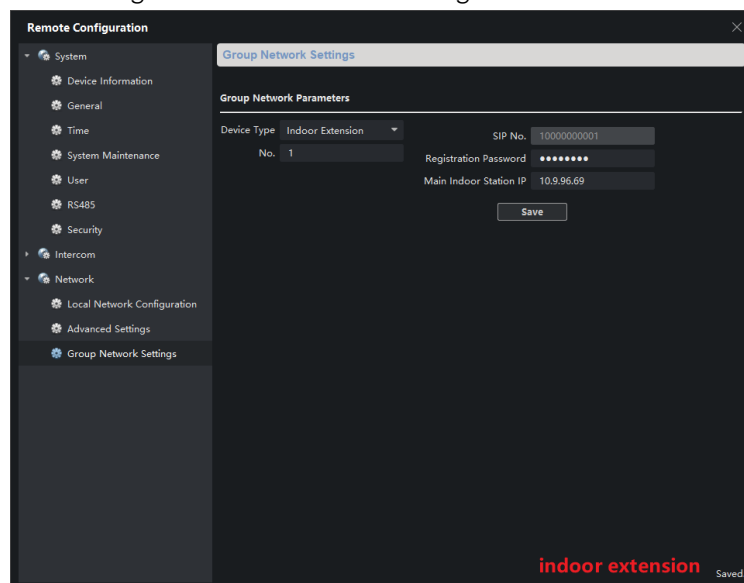 Remote Configuration
System
Device Information
General
Time
System Maintenance
User
RS485
Security
Intercom
Network
Local Network Configuration
Advanced Settings
Group Network Settings
Group Network Settings
Group Network Parameters
Device Type Indoor Extension
No. 1
SIP No. 10000000001
Registration Password ●●●●●●●●
Main Indoor Station IP 10.9.96.69
Save
indoor extension
Saved